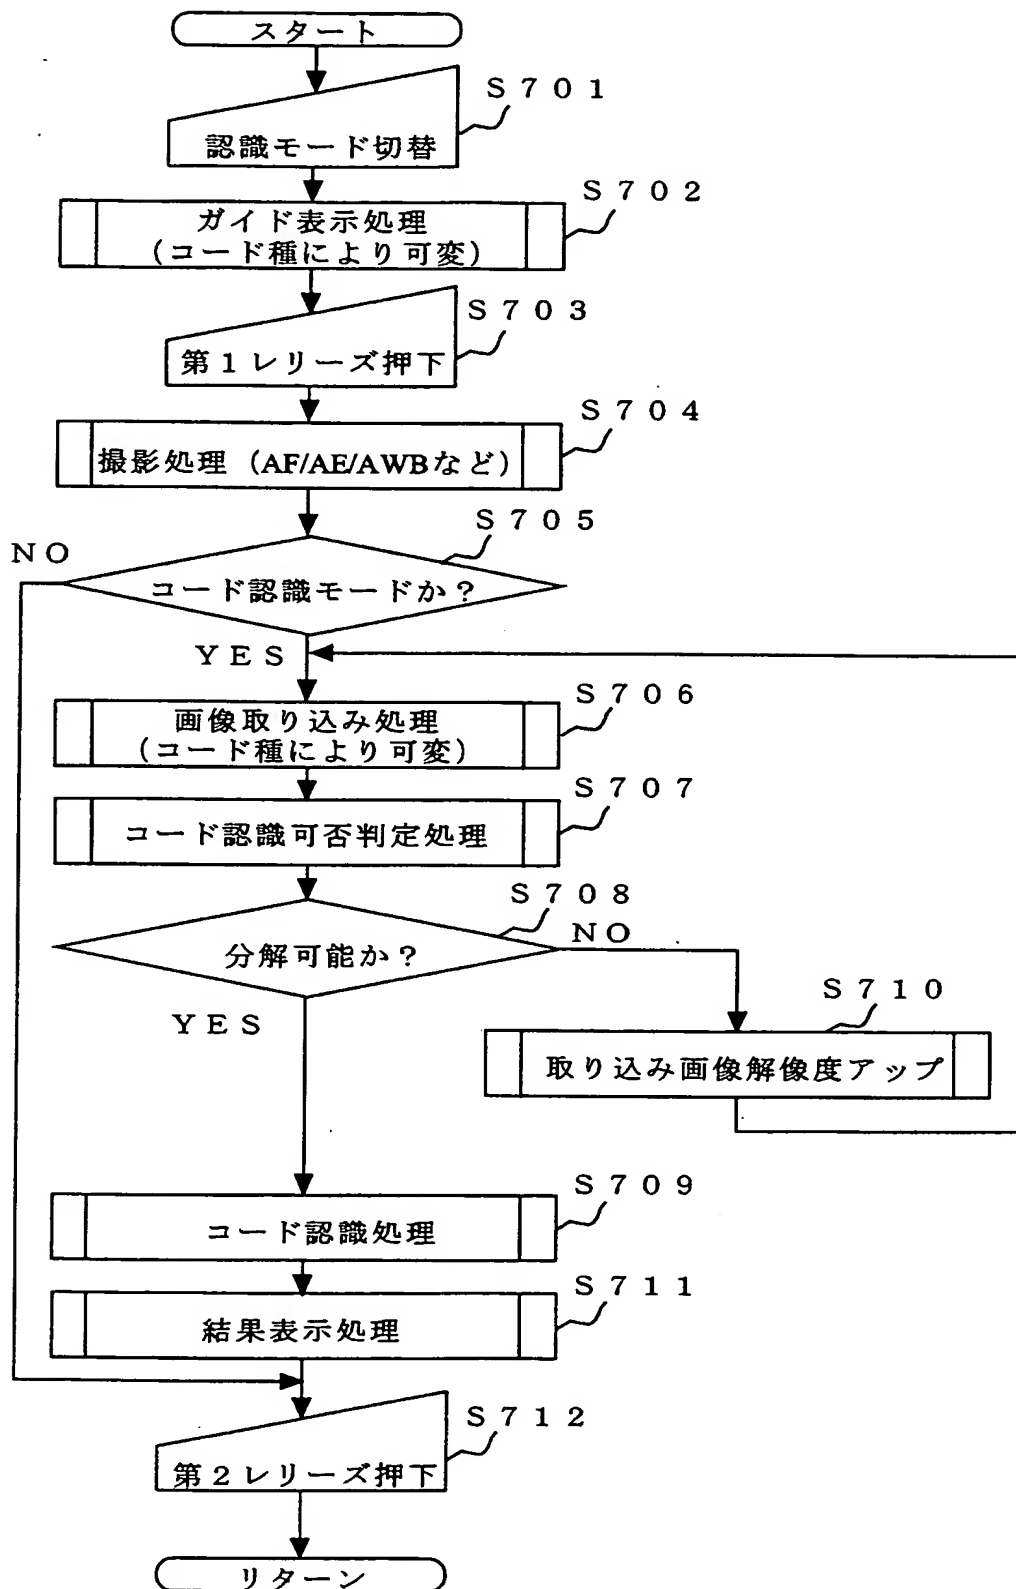 スタート
S701
認識モード切替
S702
ガイド表示処理
(コード種により可変)
S703
第1レリーズ押下
S704
撮影処理(AF/AE/AWBなど)
S705
NO
コード認識モードか?
YES
S706
画像取り込み処理
(コード種により可変)
S707
コード認識可否判定処理
S708
分解可能か?
NO
YES
S710
取り込み画像解像度アップ
S709
コード認識処理
S711
結果表示処理
S712
第2レリーズ押下
リターン